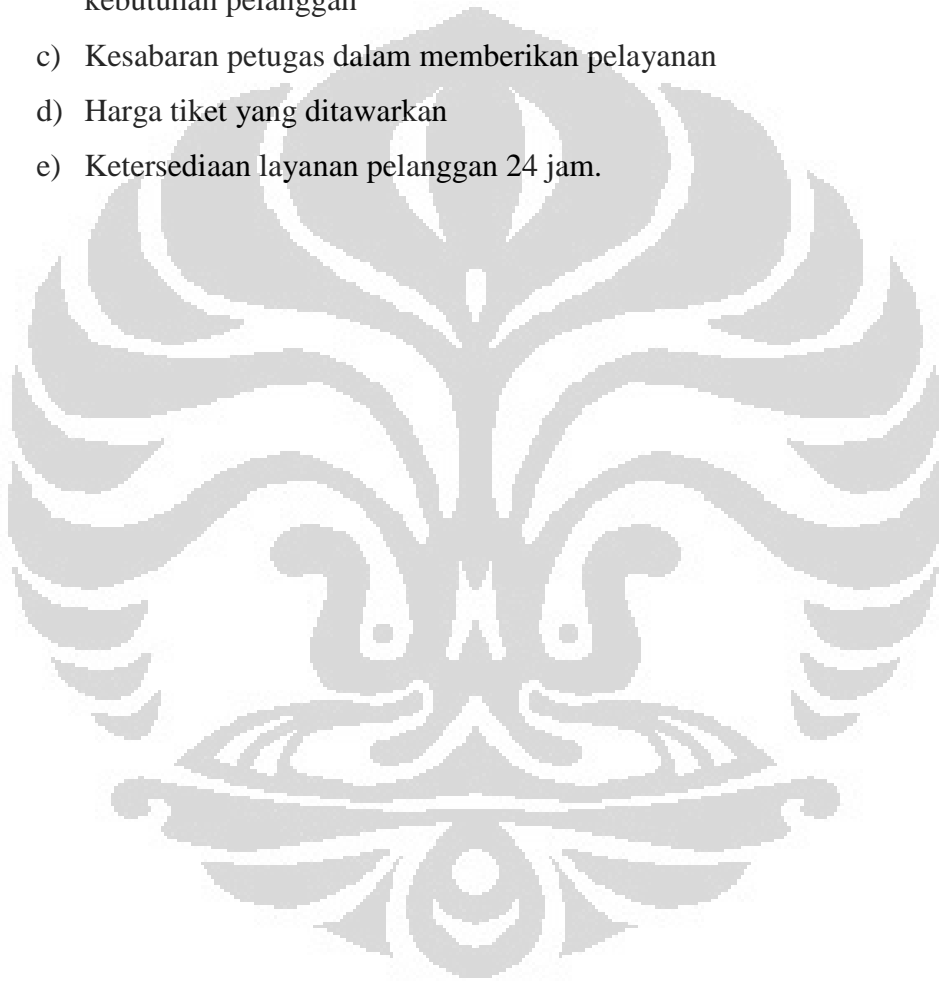 kebutuhan pelanggan
c) Kesabaran petugas dalam memberikan pelayanan
d) Harga tiket yang ditawarkan
e) Ketersediaan layanan pelanggan 24 jam.